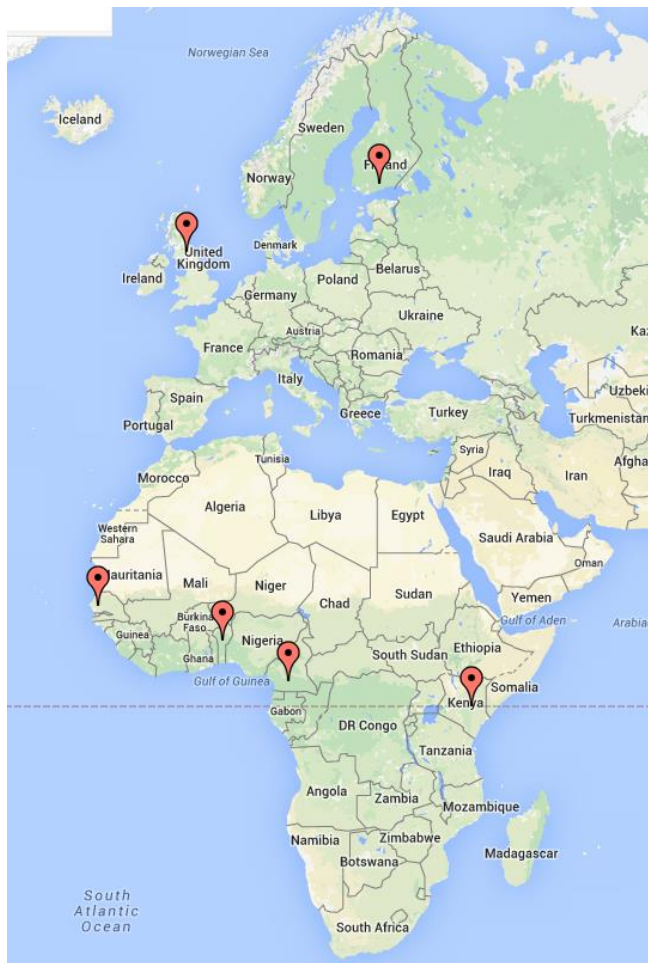 Norwegian Sea
Iceland
Sweden
Finland
Norway
United
Kingdom
Denmark
Ireland
Poland
Belarus
Germany
Ukraine
Austria
France
Kaz
Romania
Italy
Uzbeki
Spain
Greece
Turkey
Portugal
Turkmenistan
Tunisia
Syria
Afgha
Morocco
Iraq
Iran
Algeria
Libya
Egypt
Western
Sahara
Saudi Arabia
Oman
Mauritania
Mali
Niger
Sudan
Chad
Yemen
Burkina
Faso
Gulf of Aden
Arabia
Guinea
Nigeria
Ethiopia
Ghana
South Sudan
Gulf of Guinea
Somalia
Kenya
Gabon
DR Congo
Tanzania
Angola
Zambia
Mozambique
Namibia
Zimbabwe
Madagascar
Botswana
South
Atlantic
Ocean
South Africa